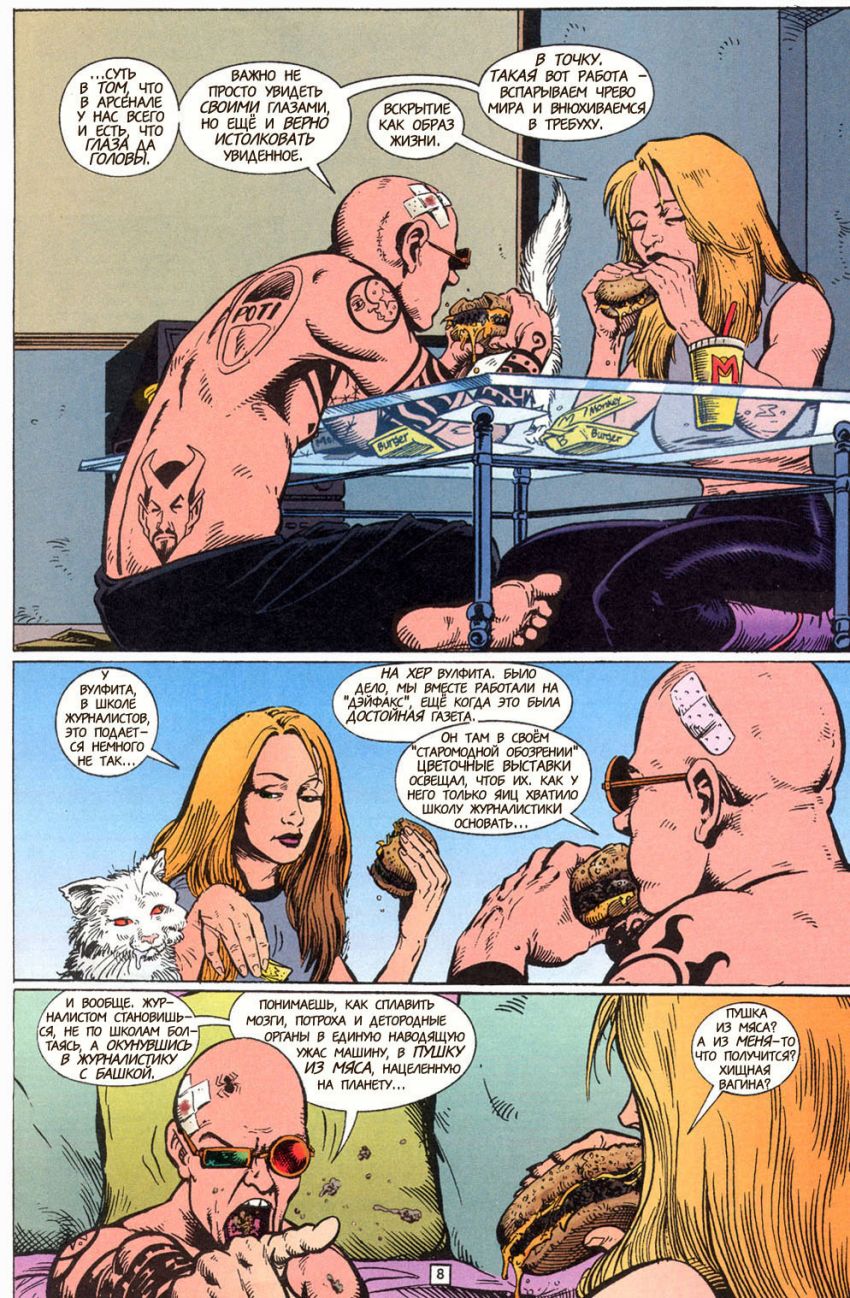 ...СУТЬ
В ТОМ, ЧТО
В АРСЕНАЛЕ
У НАС ВСЕГО
И ЕСТЬ, ЧТО
ГЛАЗА ДА
ГОЛОВЫ.
ВАЖНО НЕ
ПРОСТО УВИДЕТЬ
СВОИМИ ГЛАЗАМИ,
НО ЕЩЁ И ВЕРНО
ИСТОЛКОВАТЬ
УВИДЕННОЕ.
ВСКРЫТИЕ
КАК ОБРАЗ
ЖИЗНИ.
В ТОЧКУ.
ТАКАЯ ВОТ РАБОТА –
ВСПАРЫВАЕМ ЧРЕВО
МИРА И ВНЮХИВАЕМСЯ
В ТРЕБУХУ.
POTI
M
Burger
Monkey
Burger
У
ВУЛФИТА,
В ШКОЛЕ
ЖУРНАЛИСТОВ,
ЭТО ПОДАЕТ-
СЯ НЕМНОГО
НЕ ТАК...
НА ХЕР ВУЛФИТА. БЫЛО
ДЕЛО, МЫ ВМЕСТЕ РАБОТАЛИ НА
"ДЭЙФАКС", ЕЩЁ КОГДА ЭТО БЫЛА
ДОСТОЙНАЯ ГАЗЕТА.
ОН ТАМ В СВОЁМ
"СТАРОМОДНОЙ ОБОЗРЕНИИ"
ЦВЕТОЧНЫЕ ВЫСТАВКИ
ОСВЕЩАЛ, ЧТОБ ИХ. КАК У
НЕГО ТОЛЬКО ЯИЦ ХВАТИЛО
ШКОЛУ ЖУРНАЛИСТИКИ
ОСНОВАТЬ...
И ВООБЩЕ. ЖУР-
НАЛИСТОМ СТАНОВИШЬ-
СЯ, НЕ ПО ШКОЛАМ БОЛ-
ТАЯСЬ, А ОКУНУВШИСЬ
В ЖУРНАЛИСТИКУ
С БАШКОЙ.
ПОНИМАЕШЬ, КАК СПЛАВИТЬ
МОЗГИ, ПОТРОХА И ДЕТОРОДНЫЕ
ОРГАНЫ В ЕДИНУЮ НАВОДЯЩУЮ
УЖАС МАШИНУ, В ПУШКУ
ИЗ МЯСА, НАЦЕЛЕННУЮ
НА ПЛАНЕТУ...
ПУШКА
ИЗ МЯСА?
А ИЗ МЕНЯ-ТО
ЧТО ПОЛУЧИТСЯ?
ХИЩНАЯ
ВАГИНА?
8